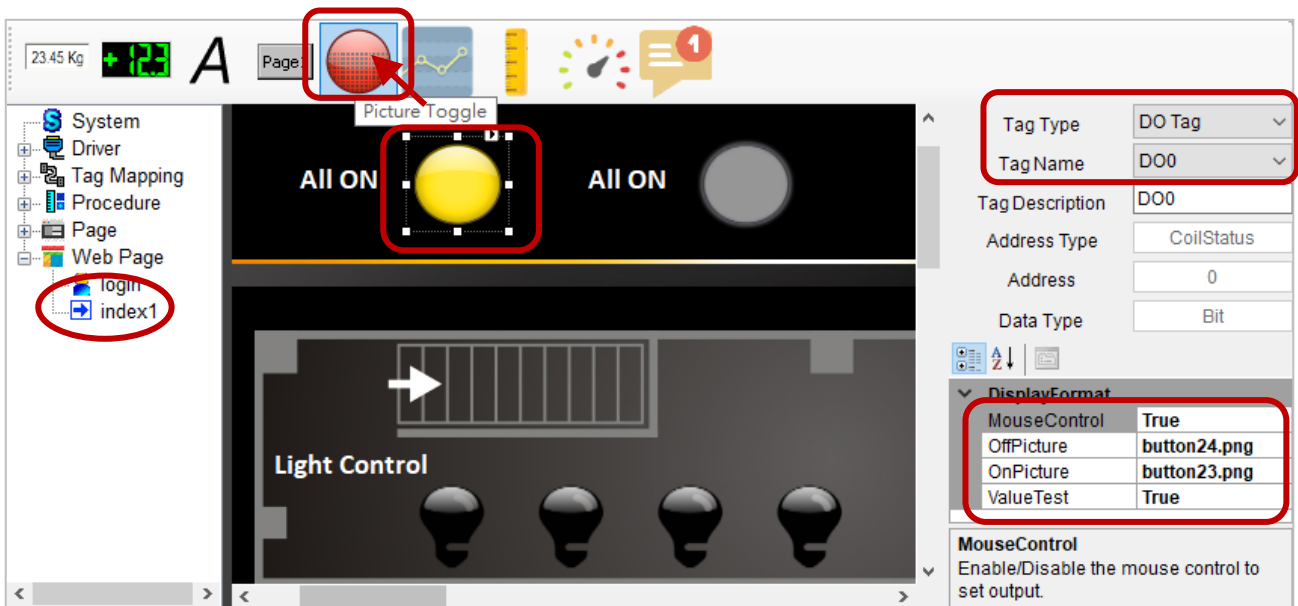 23.45 Kg
+12.3
A
Page1
1
Picture Toggle
System
Driver
Tag Mapping
Procedure
Page
Web Page
login
index1
All ON
All ON
Light Control
Tag Type DO Tag
Tag Name DO0
Tag Description DO0
Address Type CoilStatus
Address 0
Data Type Bit
DisplayFormat
MouseControl True
OffPicture button24.png
OnPicture button23.png
ValueTest True
MouseControl
Enable/Disable the mouse control to
set output.